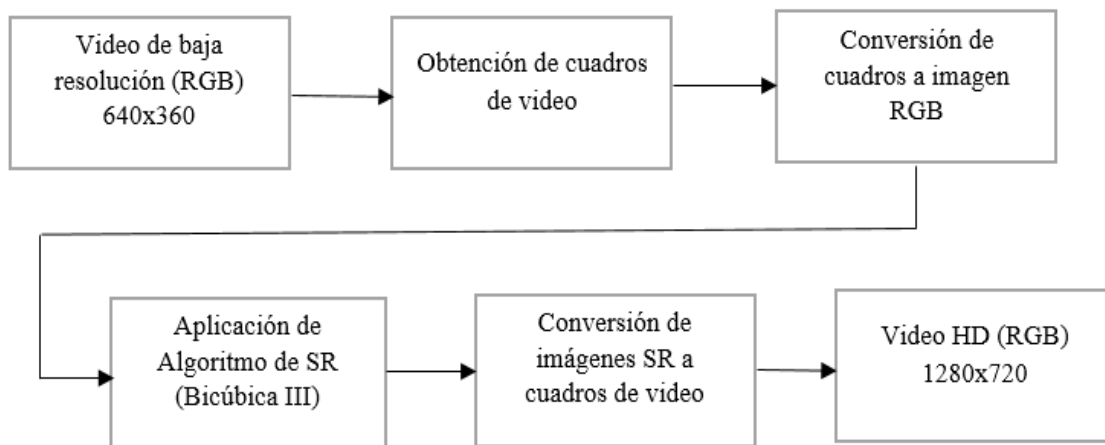 Video de baja
resolución (RGB)
640x360
Obtención de cuadros
de video
Conversión de
cuadros a imagen
RGB
Aplicación de
Algoritmo de SR
(Bicúbica III)
Conversión de
imágenes SR a
cuadros de video
Video HD (RGB)
1280x720